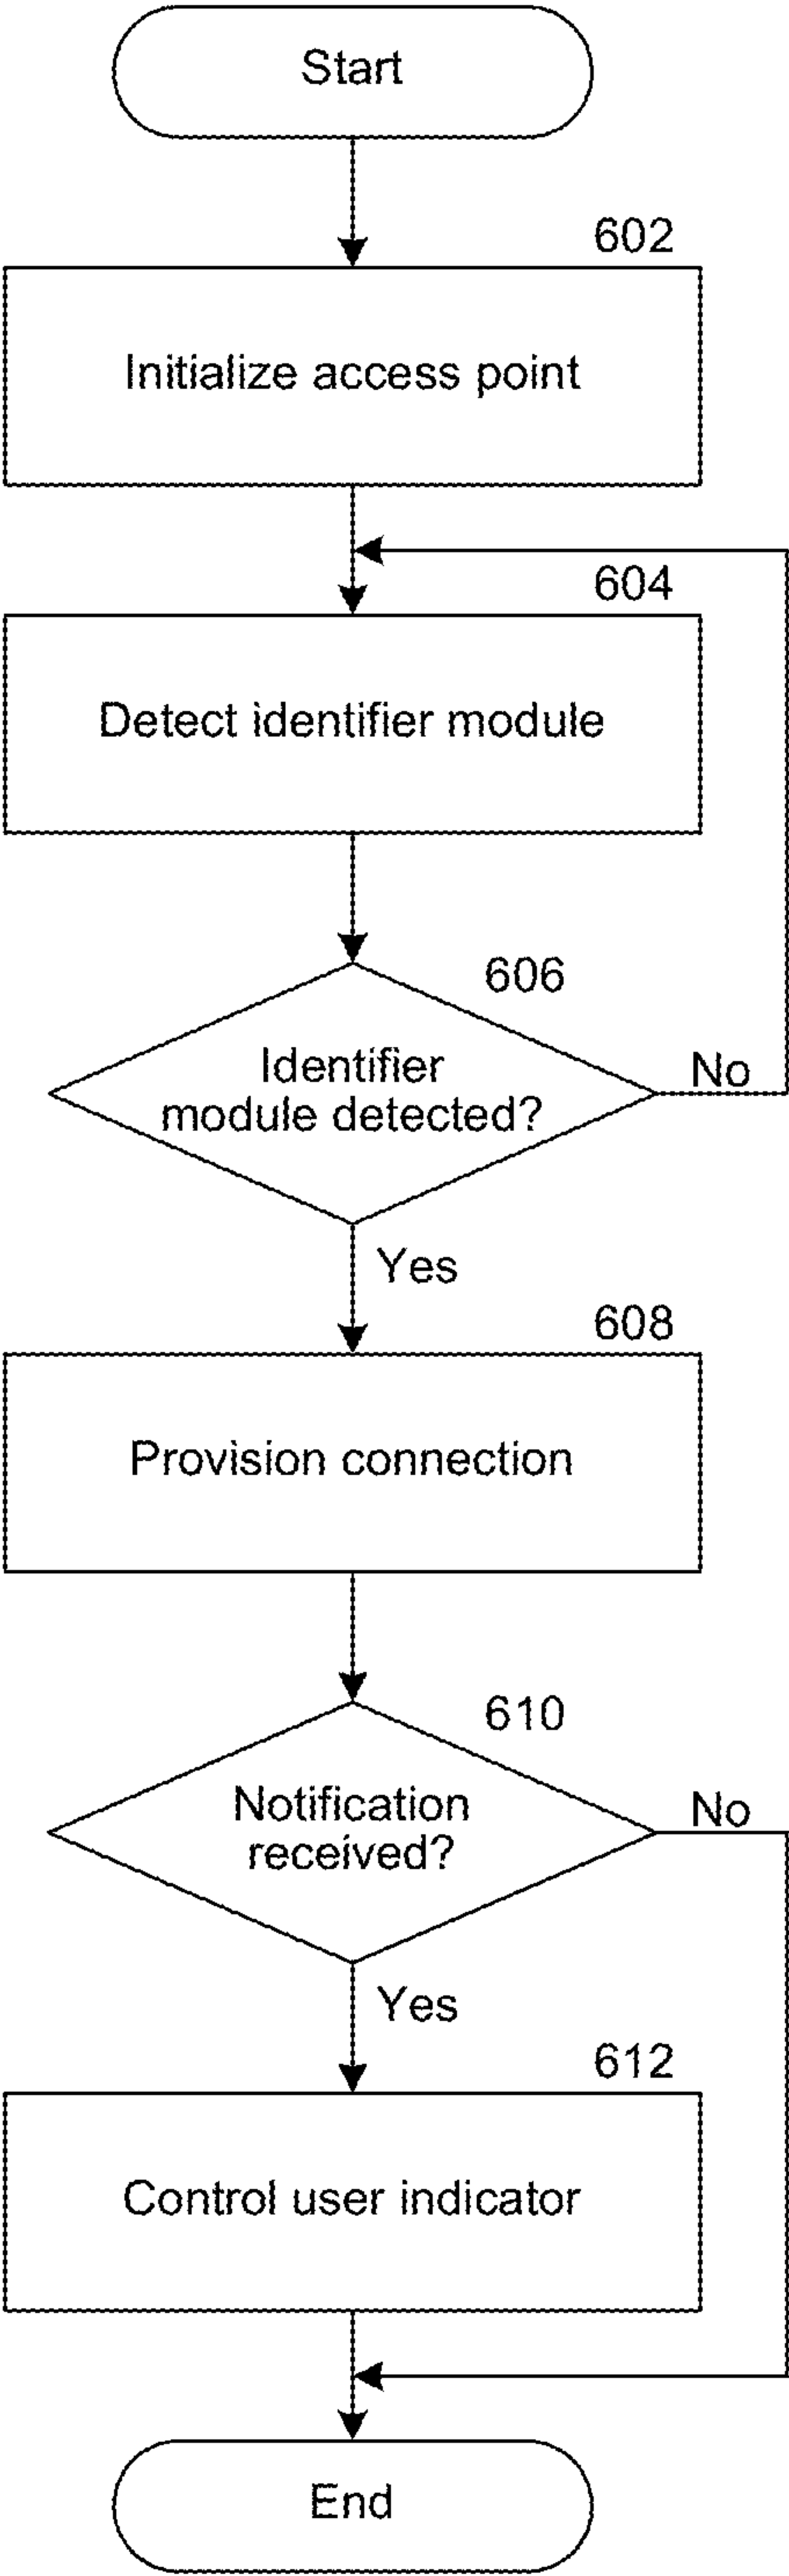 Start
602
Initialize access point
604
Detect identifier module
606
Identifier
module detected?
No
Yes
608
Provision connection
610
Notification
received?
No
Yes
612
Control user indicator
End